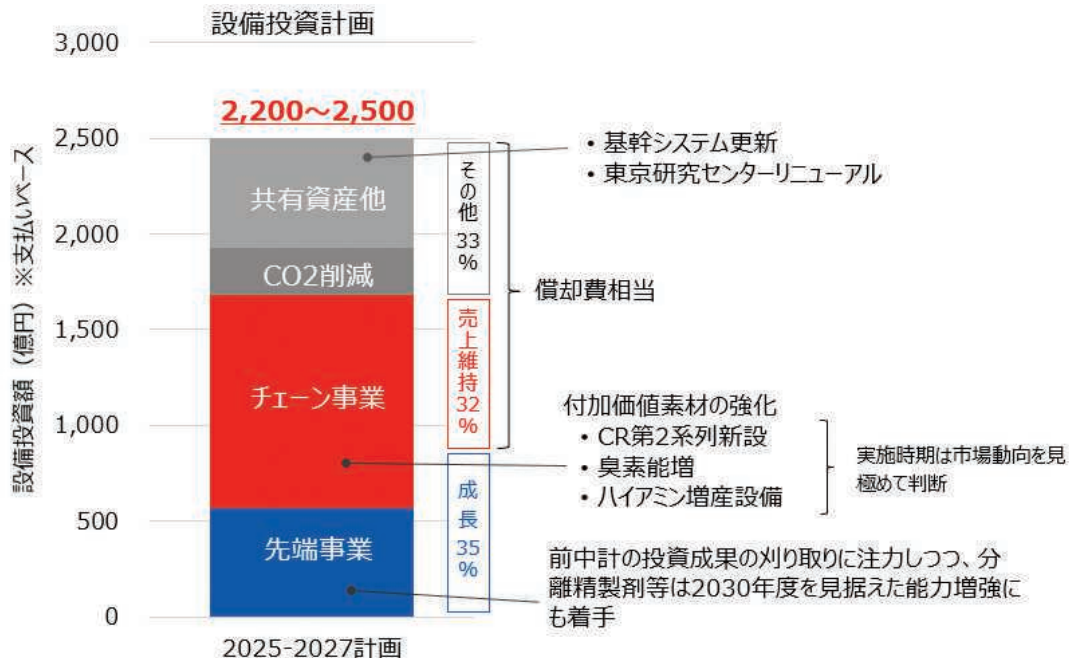 設備投資計画
設備投資額（億円）※支払いベース
3,000
2,500
2,000
1,500
1,000
500
0
2,200～2,500
共有資産他
CO2削減
チェーン事業
先端事業
2025-2027計画
その他 33%
売上維持 32%
成長 35%
・基幹システム更新
・東京研究センターリニューアル
償却費相当
付加価値素材の強化
・CR第2系列新設
・臭素能増
・ハイアミン増産設備
実施時期は市場動向を見
極めて判断
前中計の投資成果の刈り取りに注力しつつ、分
離精製剤等は2030年度を見据えた能力増強に
も着手